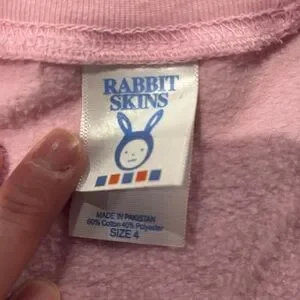 RABBIT
SKINS
MADE IN PAKISTAN
60% Cotton 40% Polyester
SIZE 4